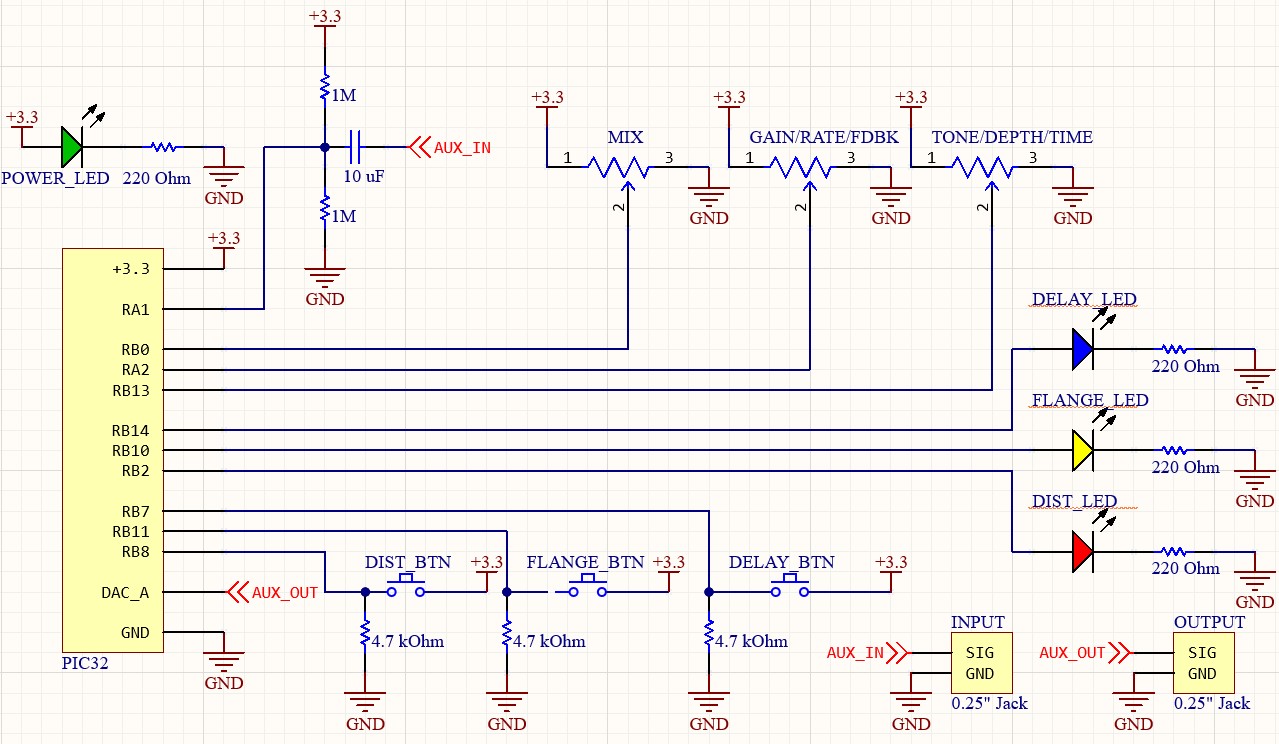 +3.3
1M
+3.3
+3.3
+3.3
+3.3
MIX
GAIN/RATE/FDBK
TONE/DEPTH/TIME
AUX_IN
1
3
1
3
1
3
POWER_LED
220 Ohm
10 uF
GND
1M
2
2
2
GND
GND
GND
+3.3
+3.3
GND
RA1
DELAY_LED
RB0
RA2
220 Ohm
RB13
FLANGE_LED
GND
RB14
RB10
RB2
220 Ohm
DIST_LED
GND
RB7
RB11
RB8
DIST_BTN
+3.3
FLANGE_BTN
+3.3
DELAY_BTN
+3.3
220 Ohm
DAC_A
AUX_OUT
GND
INPUT
OUTPUT
GND
4.7 kOhm
4.7 kOhm
4.7 kOhm
AUX_IN
SIG
AUX_OUT
SIG
PIC32
GND
GND
GND
0.25" Jack
0.25" Jack
GND
GND
GND
GND
GND